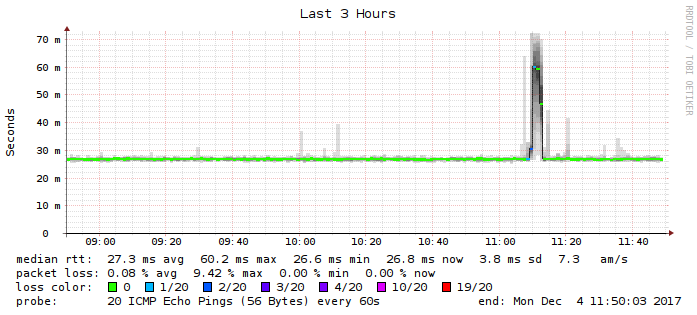 Last 3 Hours
RRDTOOL / TOBI OETIKER
Seconds
70 m
60 m
50 m
40 m
30 m
20 m
10 m
0
09:00 09:20 09:40 10:00 10:20 10:40 11:00 11:20 11:40
median rtt: 27.3 ms avg 60.2 ms max 26.6 ms min 26.8 ms now 3.8 ms sd 7.3 am/s
packet loss: 0.08 % avg 9.42 % max 0.00 % min 0.00 % now
loss color: 0 1/20 2/20 3/20 4/20 10/20 19/20
probe: 20 ICMP Echo Pings (56 Bytes) every 60s end: Mon Dec 4 11:50:03 2017